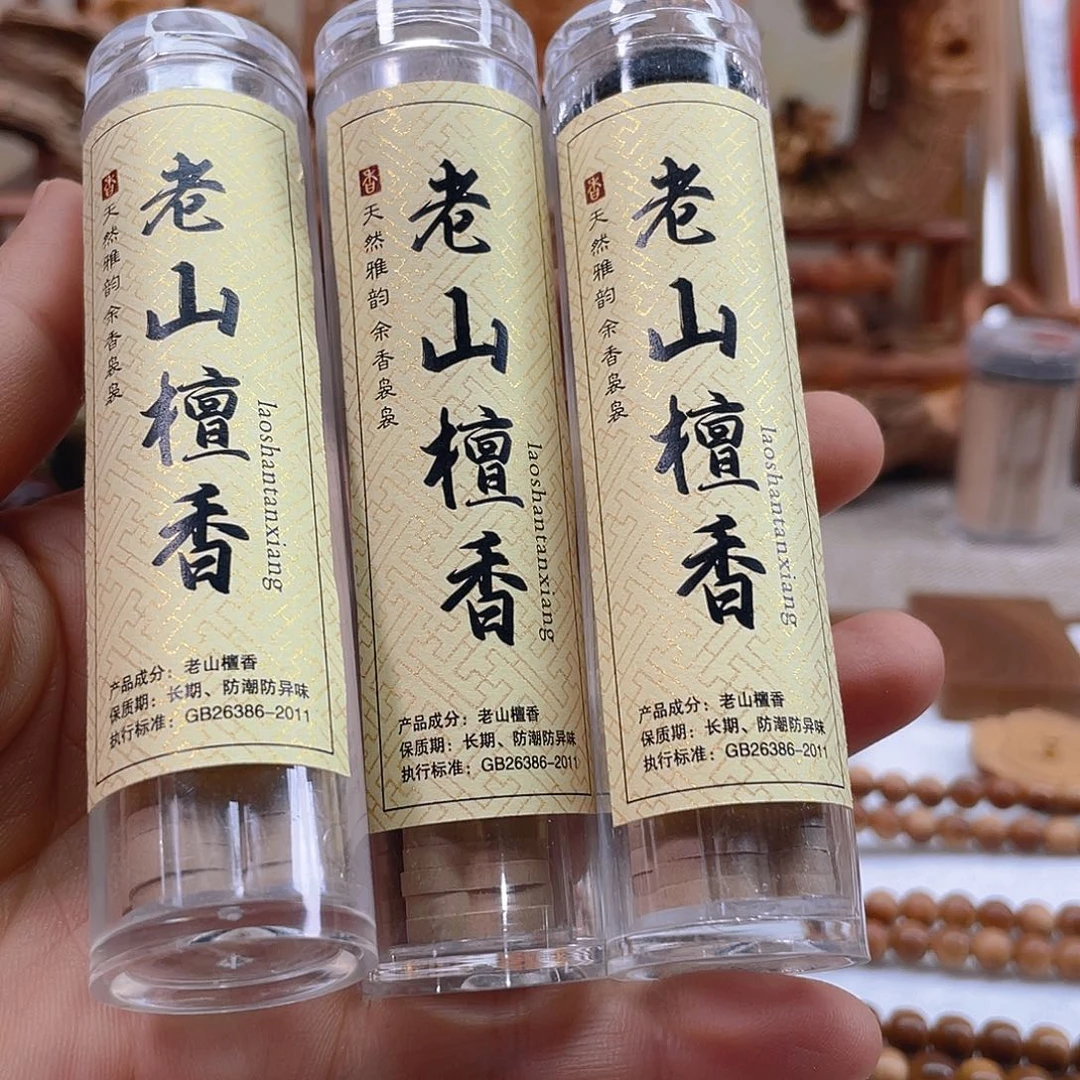 香
天然雅韵 余香袅袅
老山檀香
laoshantanxiang
产品成分：老山檀香
保质期：长期、防潮防异味
执行标准：GB26386-2011
香
天然雅韵 余香袅袅
老山檀香
laoshantanxiang
产品成分：老山檀香
保质期：长期、防潮防异味
执行标准：GB26386-2011
香
天然雅韵 余香袅袅
老山檀香
laoshantanxiang
产品成分：老山檀香
保质期：长期、防潮防异味
执行标准：GB26386-2011